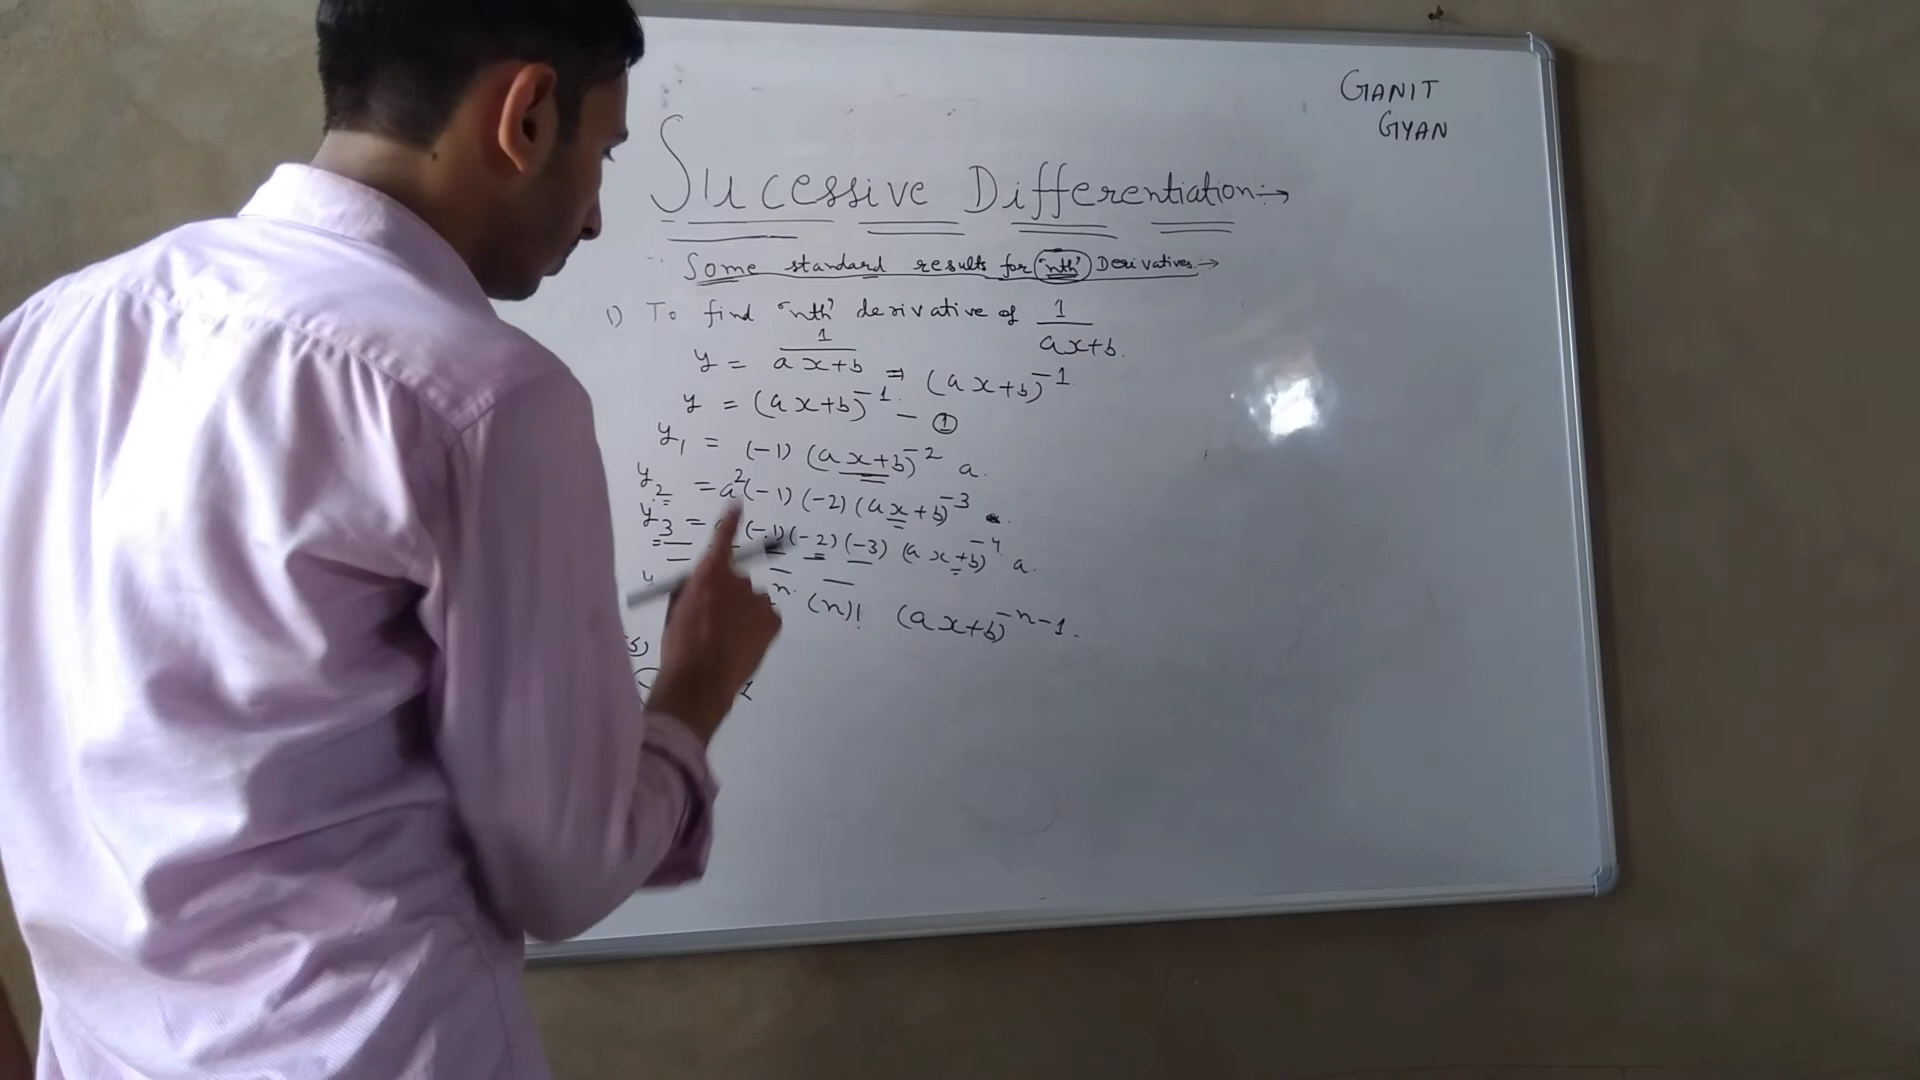 GANIT
GYAN
Sucessive Differentiation:→
Some standard results for 'nth' Derivatives.→
1) To find 'nth' derivative of 1/(ax+b).
y = 1/(ax+b) = (ax+b)^-1.
y = (ax+b)^-1. — ①
y₁ = (-1) (ax+b)^-2 a.
y₂ = a²(-1)(-2)(ax+b)^-3.
y₃ = (-1)(-2)(-3) (ax+b)^-4 a.
n (n)! (ax+b)^-n-1.
1